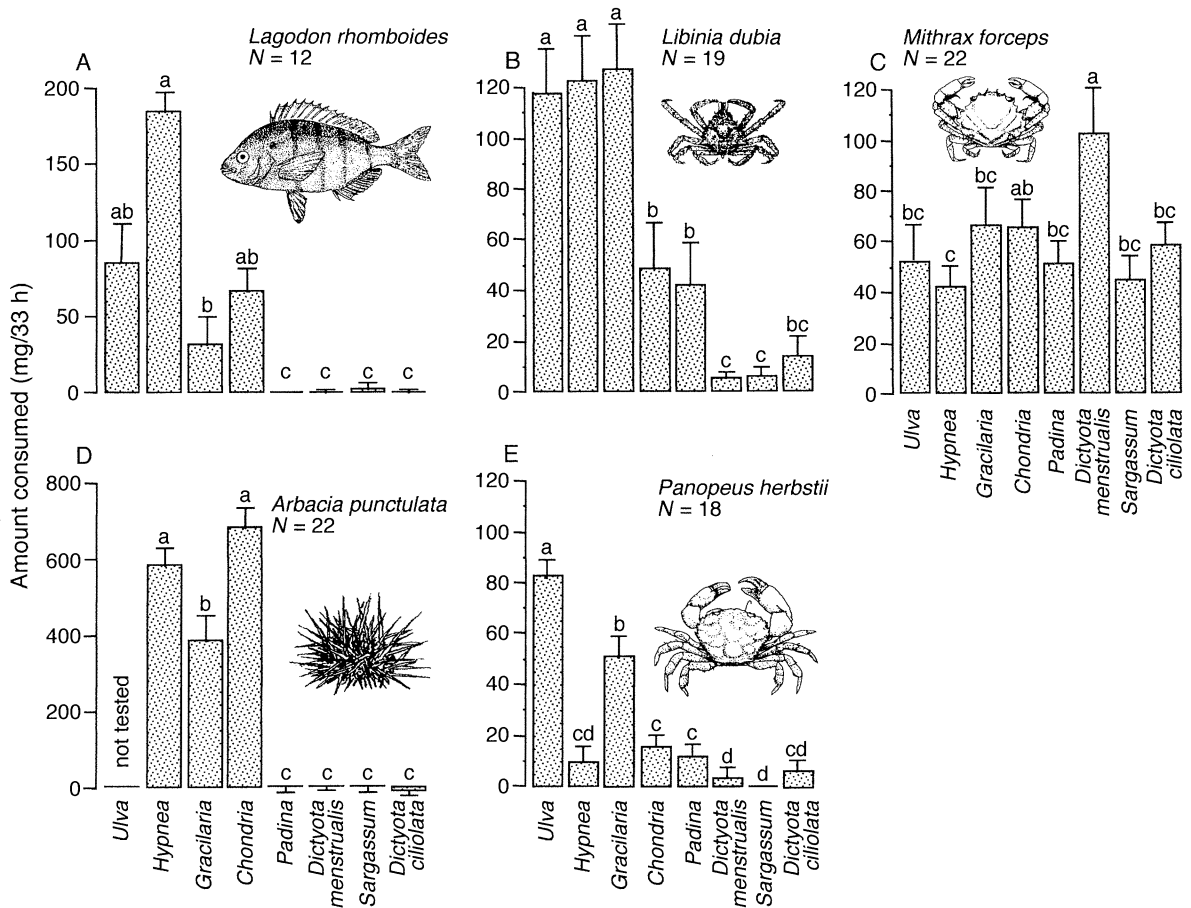 A
Lagodon rhomboides
N = 12
200
150
100
50
0
ab
a
b
ab
c
c
c
c
B
Libinia dubia
N = 19
120
100
80
60
40
20
0
a
a
a
b
b
c
c
bc
C
Mithrax forceps
N = 22
120
100
80
60
40
20
0
bc
c
bc
ab
bc
a
bc
bc
Ulva
Hypnea
Gracilaria
Chondria
Padina
Dictyota
menstrualis
Sargassum
Dictyota
ciliolata
Amount consumed (mg/33 h)
D
Arbacia punctulata
N = 22
800
600
400
200
0
not tested
a
b
a
c
c
c
c
Ulva
Hypnea
Gracilaria
Chondria
Padina
Dictyota
menstrualis
Sargassum
Dictyota
ciliolata
E
Panopeus herbstii
N = 18
120
100
80
60
40
20
0
a
cd
b
c
c
d
d
cd
Ulva
Hypnea
Gracilaria
Chondria
Padina
Dictyota
menstrualis
Sargassum
Dictyota
ciliolata